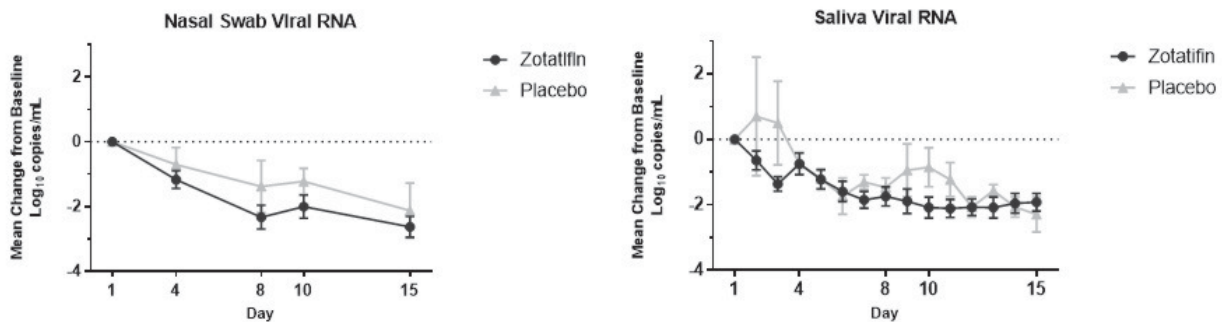 Nasal Swab Viral RNA
Mean Change from Baseline
Log10 copies/mL
2
0
-2
-4
1 4 8 10 15
Day
Zotatifin
Placebo
Saliva Viral RNA
Mean Change from Baseline
Log10 copies/mL
2
0
-2
-4
1 4 8 10 15
Day
Zotatifin
Placebo